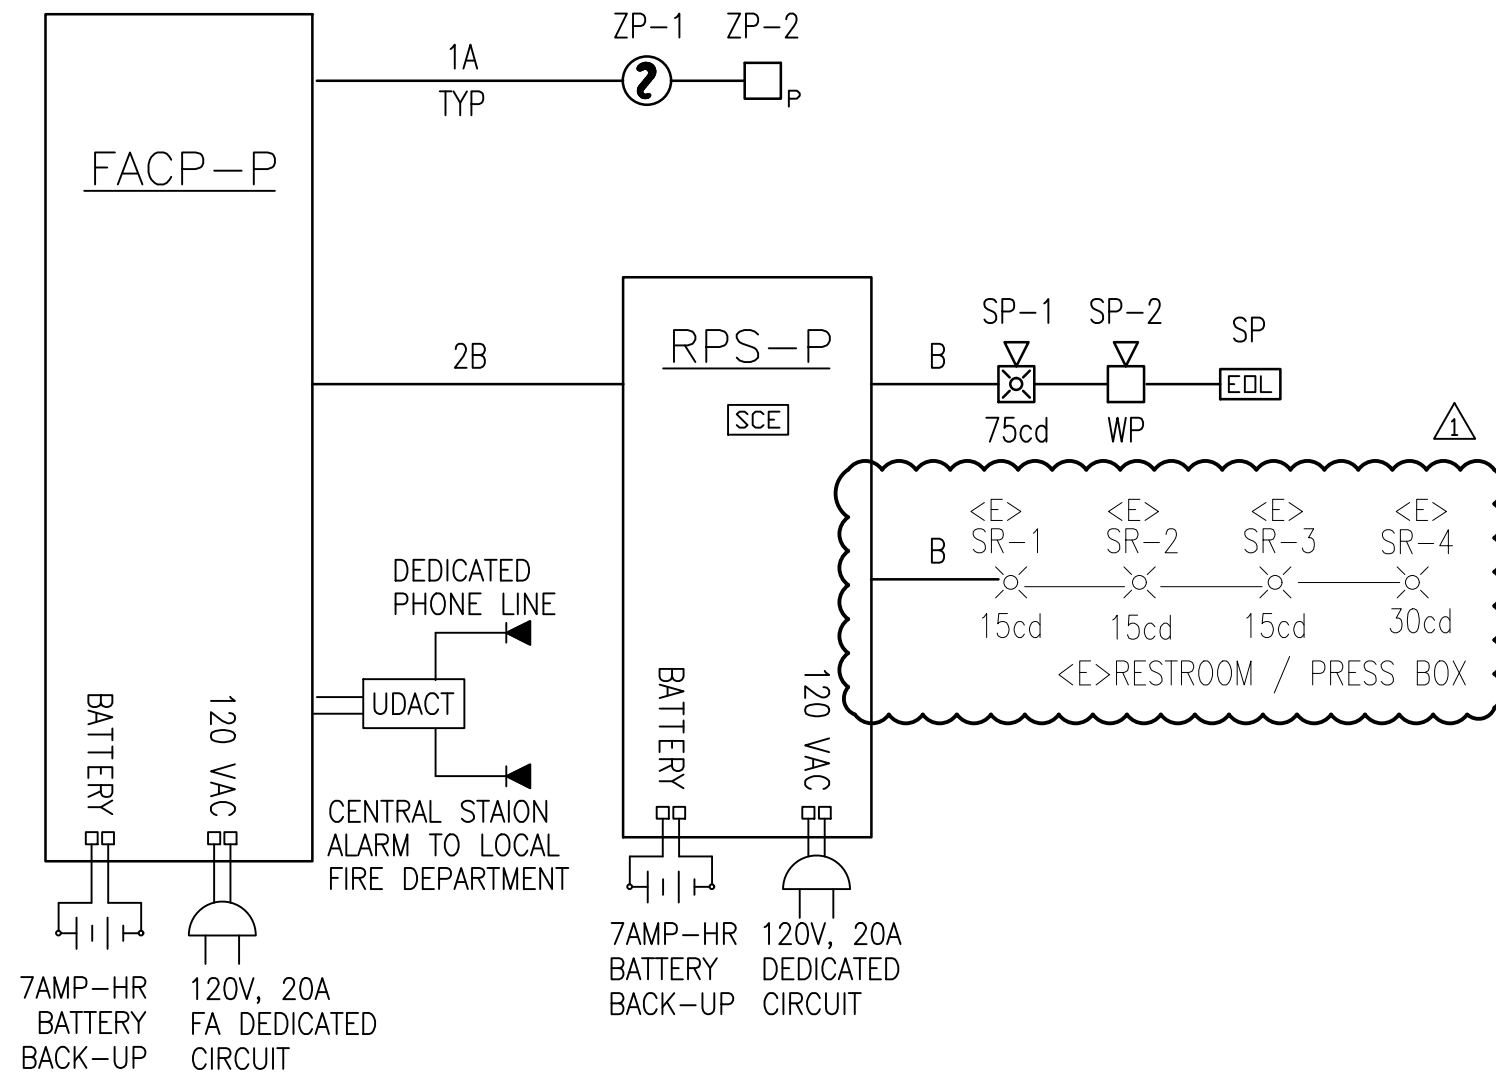 ZP-1
ZP-2
1A
TYP
P
FACP-P
2B
RPS-P
SCE
B
SP-1
75cd
SP-2
WP
SP
EOL
1
B
<E>
SR-1
15cd
<E>
SR-2
15cd
<E>
SR-3
15cd
<E>
SR-4
30cd
<E>RESTROOM / PRESS BOX
DEDICATED
PHONE LINE
UDACT
CENTRAL STAION
ALARM TO LOCAL
FIRE DEPARTMENT
BATTERY
120 VAC
BATTERY
120 VAC
7AMP-HR
BATTERY
BACK-UP
120V, 20A
FA DEDICATED
CIRCUIT
7AMP-HR
BATTERY
BACK-UP
120V, 20A
DEDICATED
CIRCUIT